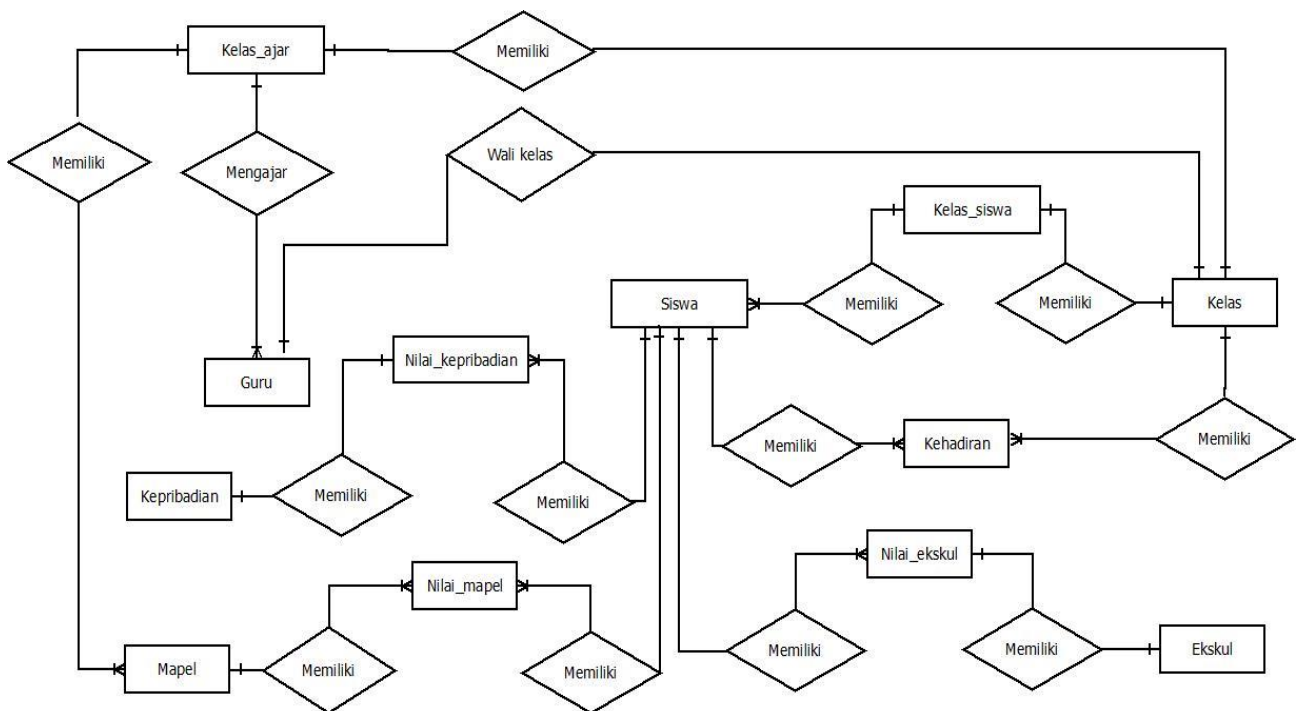 Kelas_ajar
Memiliki
Memiliki
Mengajar
Wali kelas
Kelas_siswa
Siswa
Memiliki
Memiliki
Kelas
Nilai_kepribadian
Guru
Memiliki
Kehadiran
Memiliki
Kepribadian
Memiliki
Memiliki
Nilai_ekskul
Nilai_mapel
Mapel
Memiliki
Memiliki
Memiliki
Memiliki
Ekskul